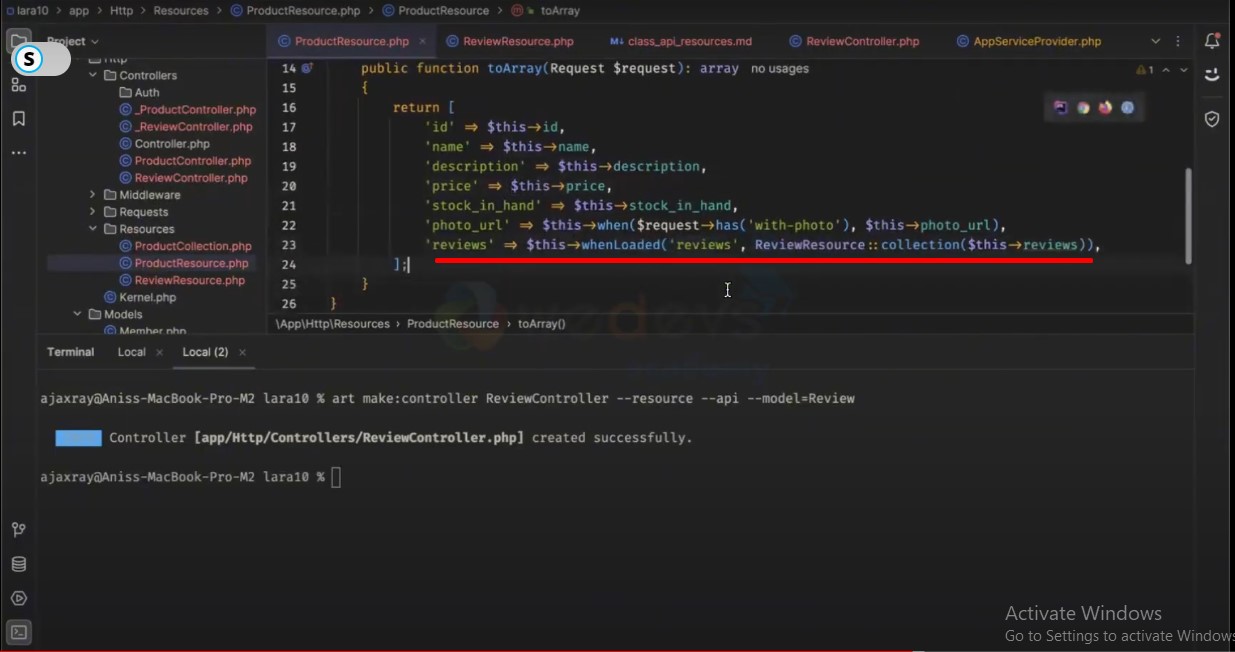 lara10 > app > Http > Resources > ProductResource.php > ProductResource > toArray
Project
ProductResource.php × ReviewResource.php class_api_resources.md ReviewController.php AppServiceProvider.php
S
Http
Controllers
Auth
_ProductController.php
_ReviewController.php
Controller.php
ProductController.php
ReviewController.php
Middleware
Requests
Resources
ProductCollection.php
ProductResource.php
ReviewResource.php
Kernel.php
Models
Member.php
14 public function toArray(Request $request): array no usages
1
15 {
16 return [
17 'id' ⇒ $this→id,
18 'name' ⇒ $this→name,
19 'description' ⇒ $this→description,
20 'price' ⇒ $this→price,
21 'stock_in_hand' ⇒ $this→stock_in_hand,
22 'photo_url' ⇒ $this→when($request→has('with-photo'), $this→photo_url),
23 'reviews' ⇒ $this→whenLoaded('reviews', ReviewResource::collection($this→reviews)),
24 ];
25 }
26 }
\App\Http\Resources > ProductResource > toArray()
Terminal Local × Local (2) ×
ajaxray@Aniss-MacBook-Pro-M2 lara10 % art make:controller ReviewController --resource --api --model=Review
Controller [app/Http/Controllers/ReviewController.php] created successfully.
ajaxray@Aniss-MacBook-Pro-M2 lara10 %
Activate Windows
Go to Settings to activate Windows